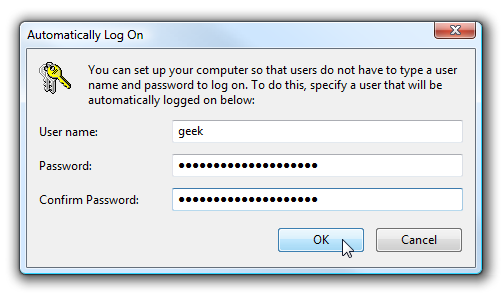 Automatically Log On
You can set up your computer so that users do not have to type a user
name and password to log on. To do this, specify a user that will be
automatically logged on below:
User name:
geek
Password:
●●●●●●●●●●●●●●●●●●●●
Confirm Password:
●●●●●●●●●●●●●●●●●●●●
OK
Cancel